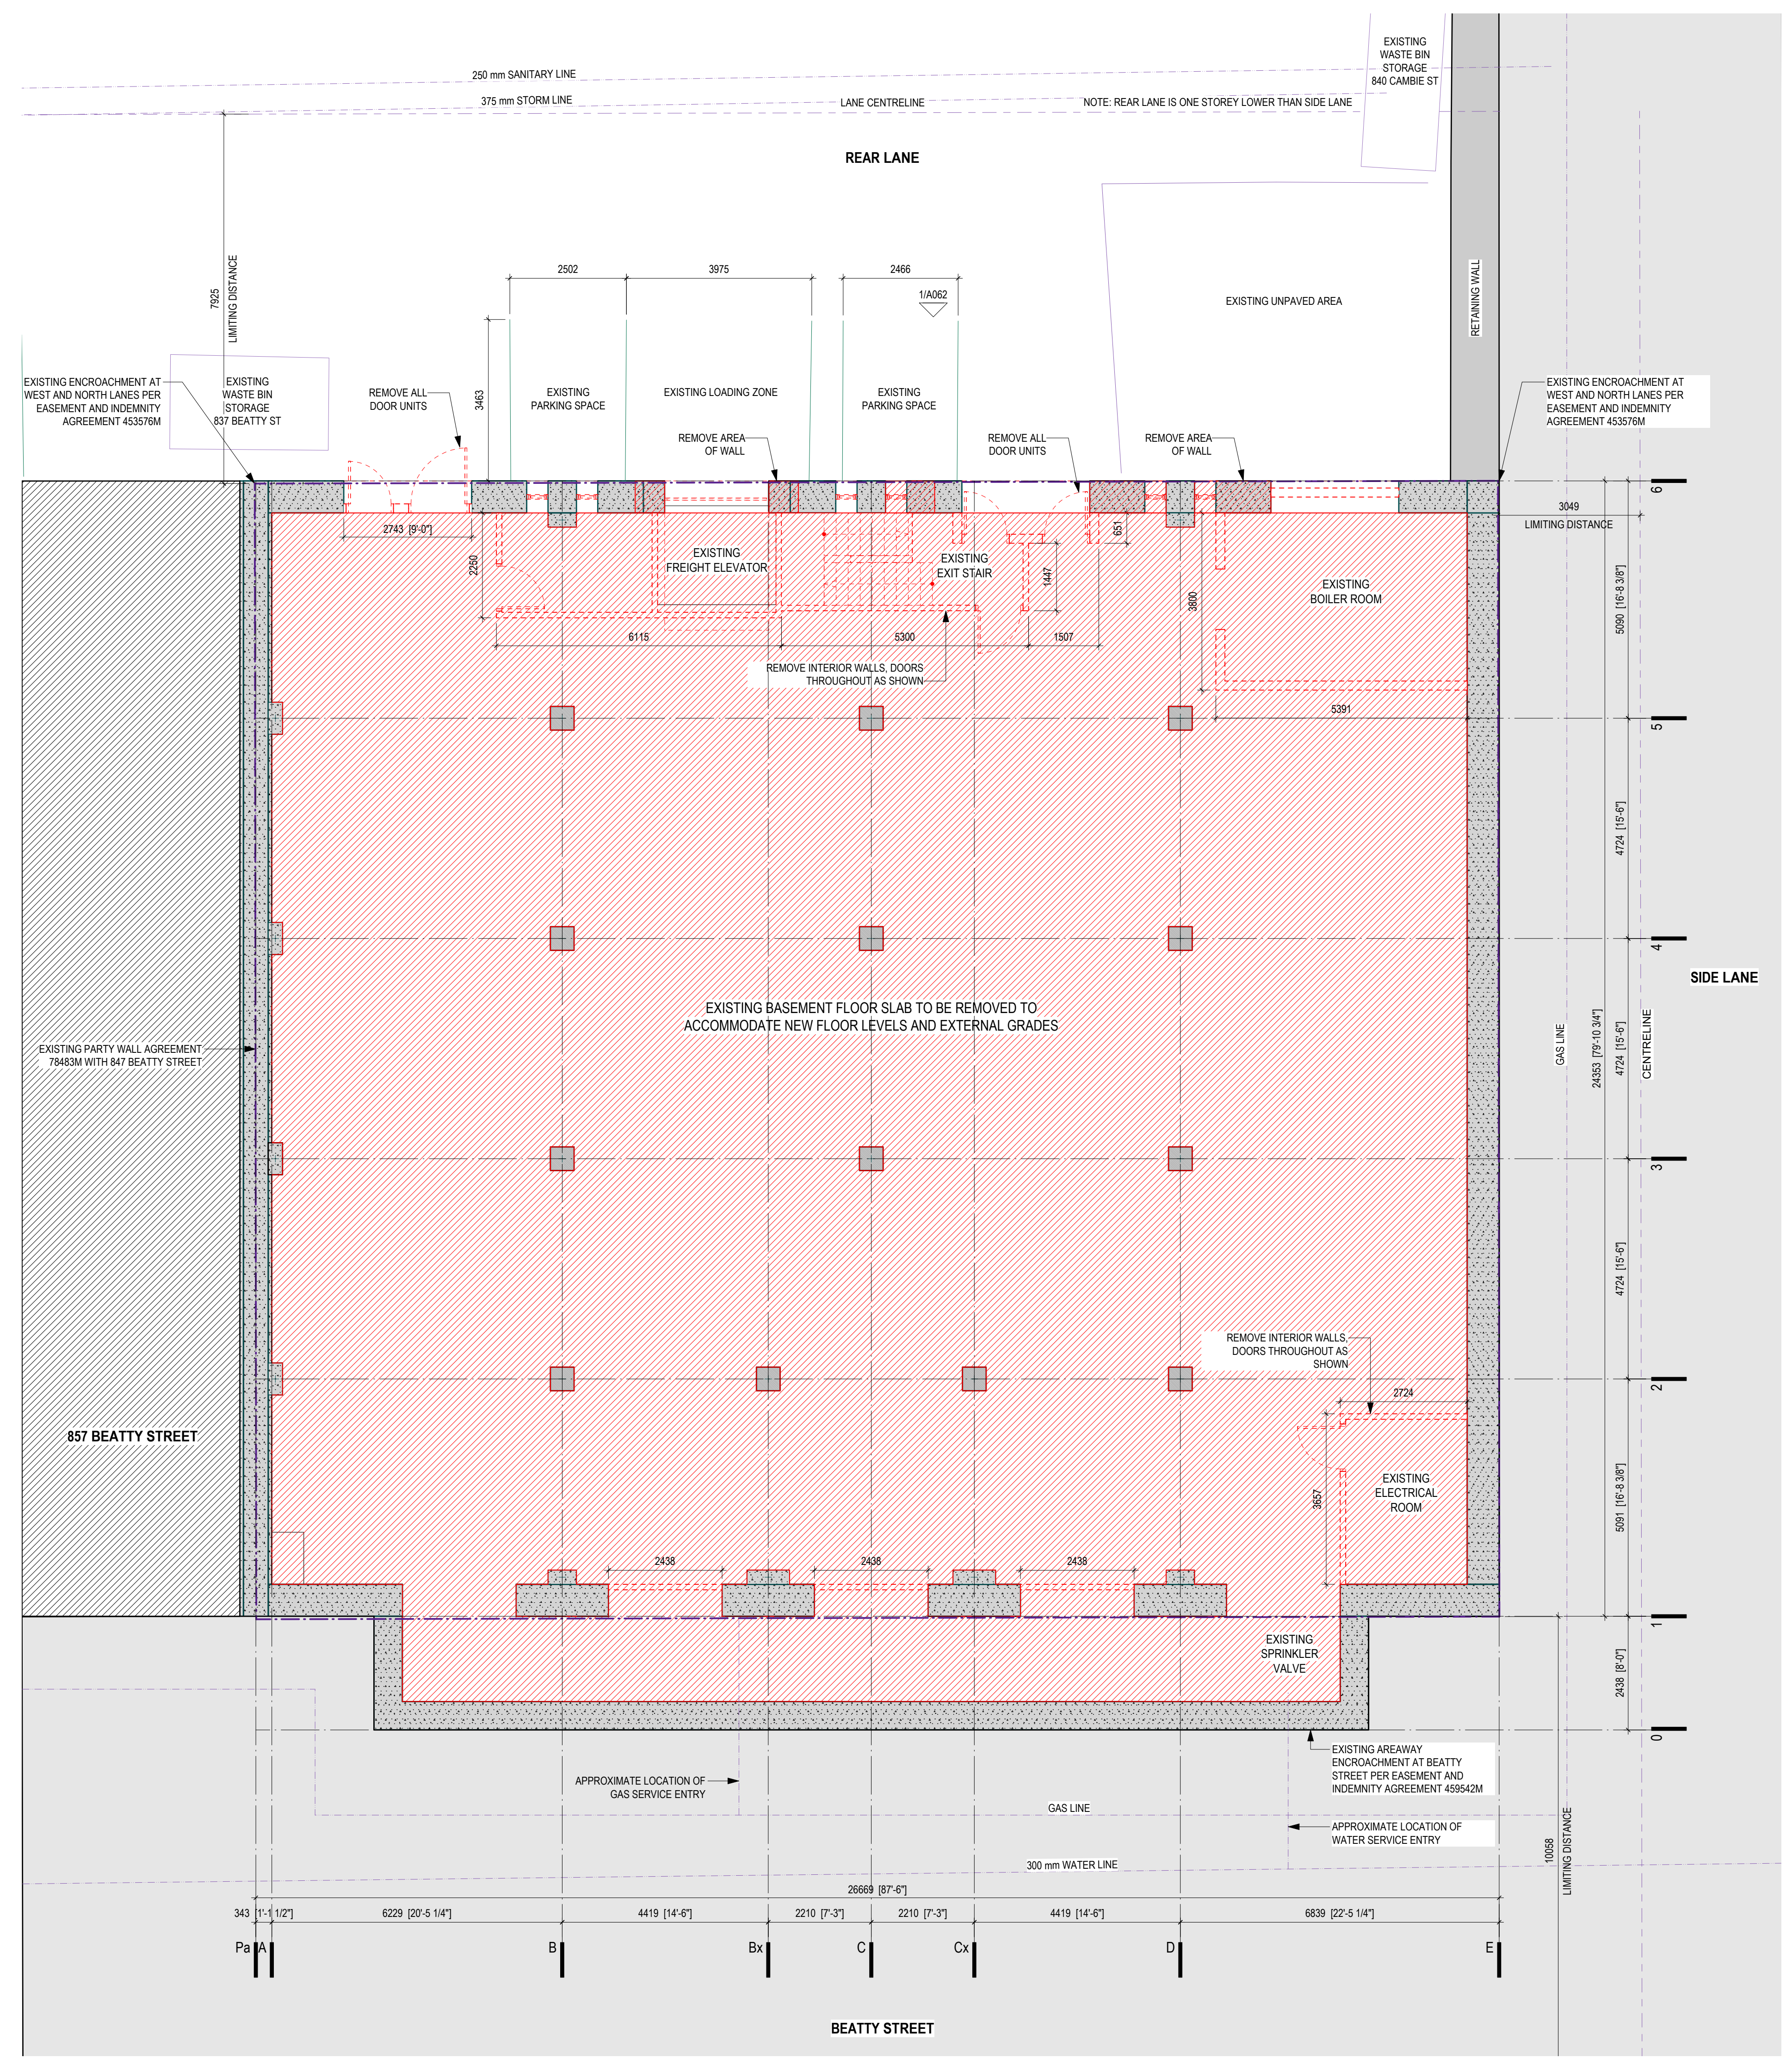 EXISTING
WASTE BIN
STORAGE
840 CAMBIE ST
250 mm SANITARY LINE
375 mm STORM LINE
LANE CENTRELINE
NOTE: REAR LANE IS ONE STOREY LOWER THAN SIDE LANE
REAR LANE
7925
LIMITING DISTANCE
2502
3975
2466
1/A062
EXISTING UNPAVED AREA
RETAINING WALL
EXISTING ENCROACHMENT AT
WEST AND NORTH LANES PER
EASEMENT AND INDEMNITY
AGREEMENT 453576M
EXISTING
WASTE BIN
STORAGE
837 BEATTY ST
REMOVE ALL
DOOR UNITS
3463
EXISTING
PARKING SPACE
EXISTING LOADING ZONE
EXISTING
PARKING SPACE
EXISTING ENCROACHMENT AT
WEST AND NORTH LANES PER
EASEMENT AND INDEMNITY
AGREEMENT 453576M
REMOVE AREA
OF WALL
REMOVE ALL
DOOR UNITS
REMOVE AREA
OF WALL
6
3049
LIMITING DISTANCE
2743 [9'-0"]
2250
EXISTING
FREIGHT ELEVATOR
EXISTING
EXIT STAIR
651
1447
3800
EXISTING
BOILER ROOM
5090 [16'-8 3/8"]
6115
5300
1507
REMOVE INTERIOR WALLS, DOORS
THROUGHOUT AS SHOWN
5391
5
4724 [15'-6"]
4
SIDE LANE
EXISTING BASEMENT FLOOR SLAB TO BE REMOVED TO
ACCOMMODATE NEW FLOOR LEVELS AND EXTERNAL GRADES
EXISTING PARTY WALL AGREEMENT
78483M WITH 847 BEATTY STREET
GAS LINE
24353 [79'-10 3/4"]
4724 [15'-6"]
CENTRELINE
3
4724 [15'-6"]
REMOVE INTERIOR WALLS,
DOORS THROUGHOUT AS
SHOWN
2724
2
857 BEATTY STREET
3657
EXISTING
ELECTRICAL
ROOM
5091 [16'-8 3/8"]
2438
2438
2438
1
EXISTING
SPRINKLER
VALVE
2438 [8'-0"]
0
EXISTING AREAWAY
ENCROACHMENT AT BEATTY
STREET PER EASEMENT AND
INDEMNITY AGREEMENT 459542M
APPROXIMATE LOCATION OF
GAS SERVICE ENTRY
GAS LINE
APPROXIMATE LOCATION OF
WATER SERVICE ENTRY
10058
LIMITING DISTANCE
300 mm WATER LINE
26669 [87'-6"]
343 [1'-1 1/2"]
6229 [20'-5 1/4"]
4419 [14'-6"]
2210 [7'-3"]
2210 [7'-3"]
4419 [14'-6"]
6839 [22'-5 1/4"]
Pa
A
B
Bx
C
Cx
D
E
BEATTY STREET